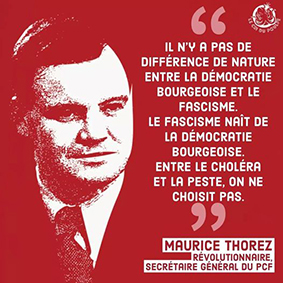 IL N'Y A PAS DE
DIFFÉRENCE DE NATURE
ENTRE LA DÉMOCRATIE
BOURGEOISE ET LE
FASCISME.
LE FASCISME NAÎT DE
LA DÉMOCRATIE
BOURGEOISE.
ENTRE LE CHOLÉRA
ET LA PESTE, ON NE
CHOISIT PAS.
MAURICE THOREZ
RÉVOLUTIONNAIRE,
SECRÉTAIRE GÉNÉRAL DU PCF